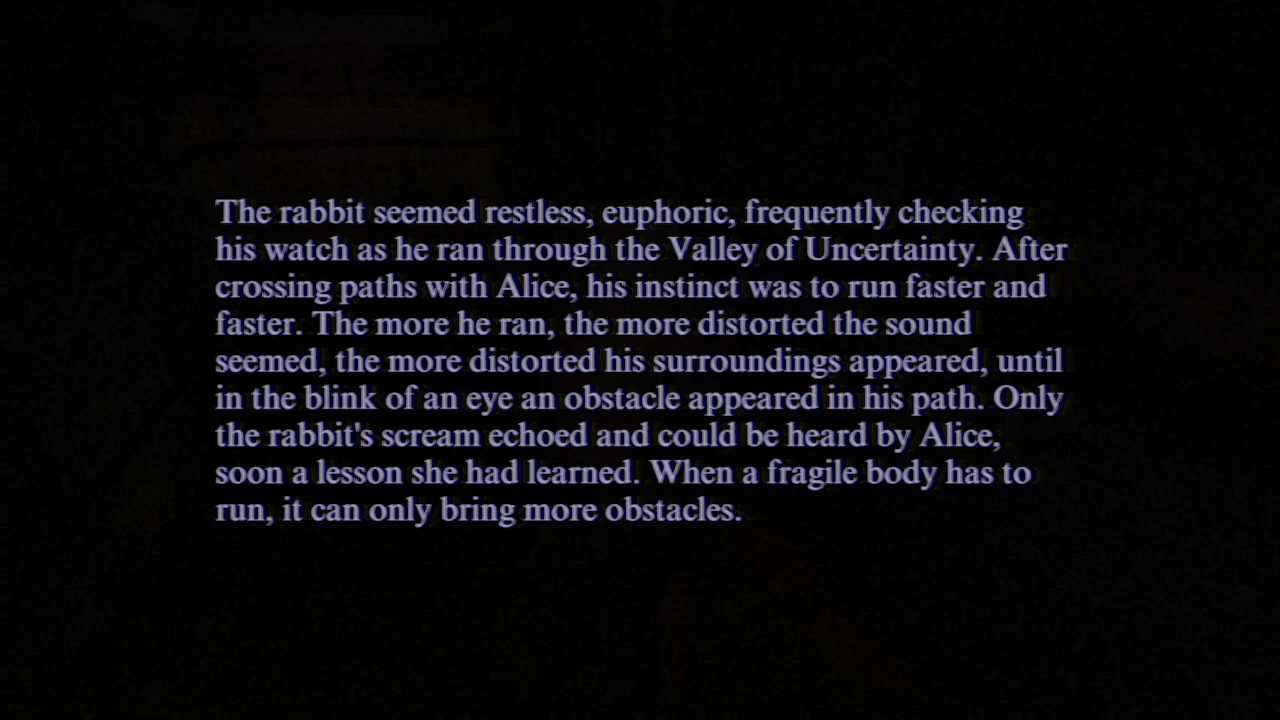 The rabbit seemed restless, euphoric, frequently checking
his watch as he ran through the Valley of Uncertainty. After
crossing paths with Alice, his instinct was to run faster and
faster. The more he ran, the more distorted the sound
seemed, the more distorted his surroundings appeared, until
in the blink of an eye an obstacle appeared in his path. Only
the rabbit's scream echoed and could be heard by Alice,
soon a lesson she had learned. When a fragile body has to
run, it can only bring more obstacles.